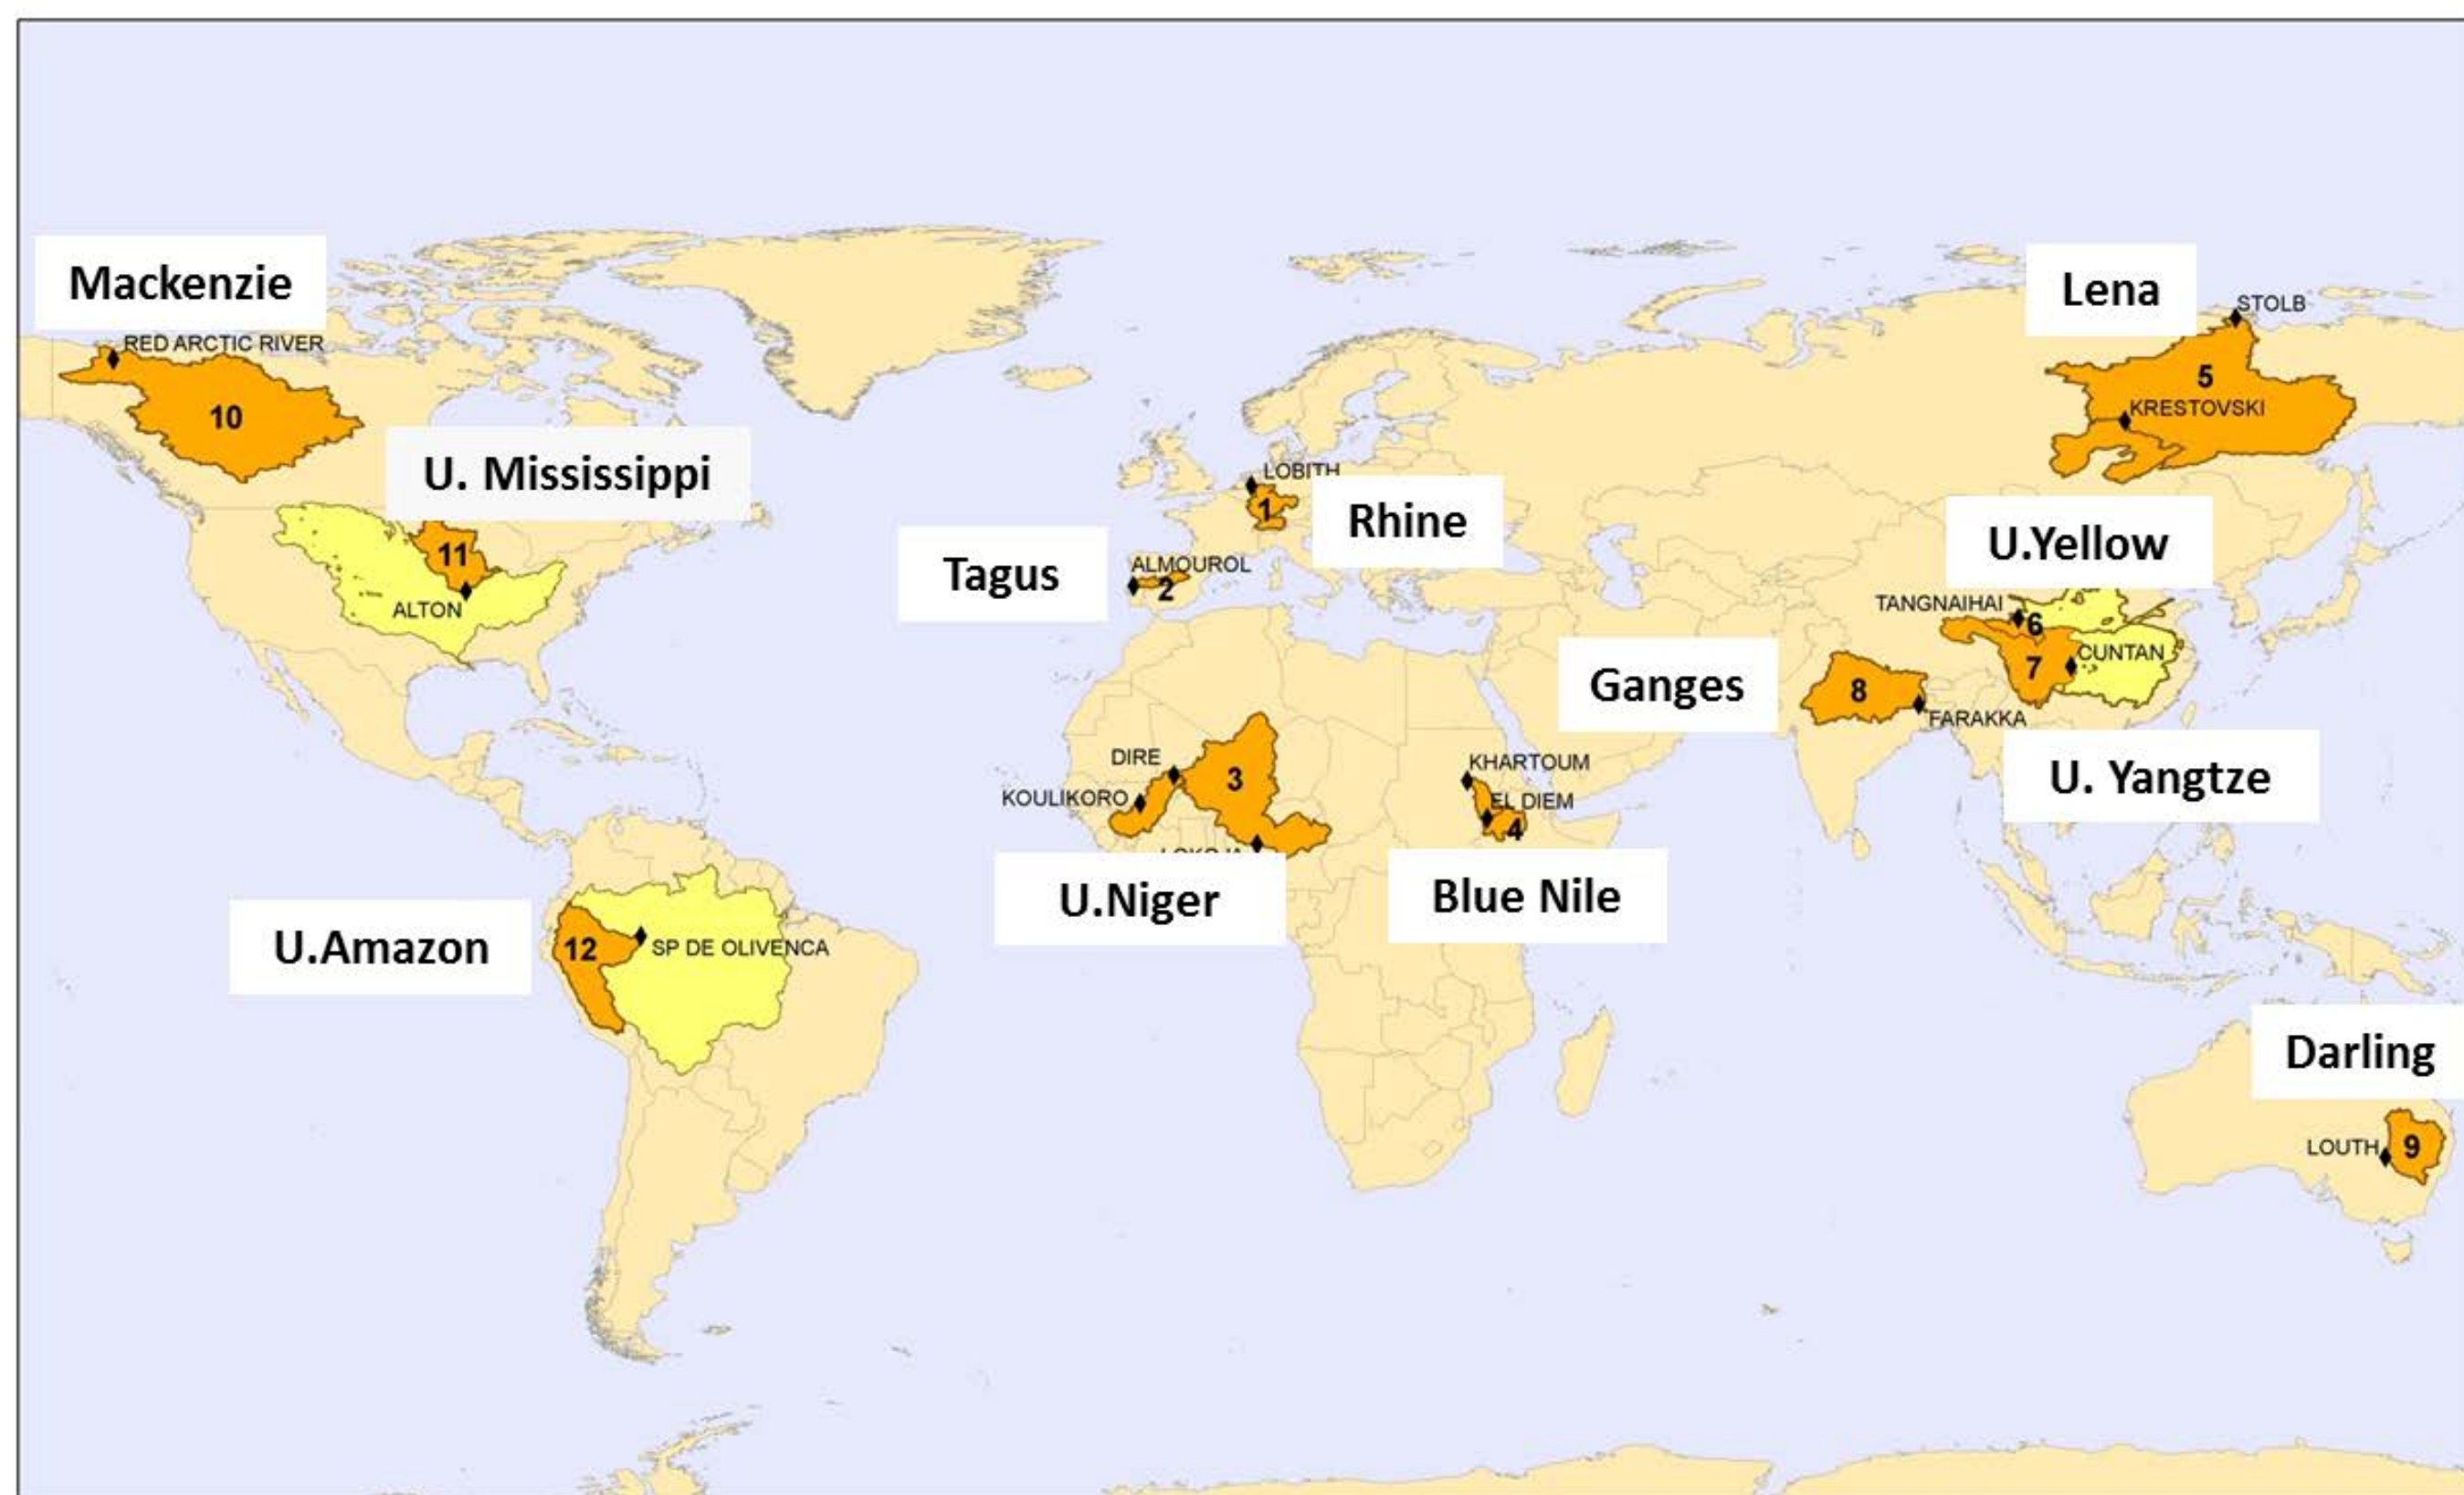 Mackenzie
Lena
STOLB
RED ARCTIC RIVER
5
10
KRESTOVSKI
U. Mississippi
LOBITH
1
Rhine
11
U.Yellow
ALMOUROL
Tagus
2
ALTON
TANGNAIHAI
6
CUNTAN
7
Ganges
8
FARAKKA
DIRE
KHARTOUM
3
U. Yangtze
KOULIKORO
EL DIEM
4
U.Niger
Blue Nile
U.Amazon
12
SP DE OLIVENCA
Darling
LOUTH
9